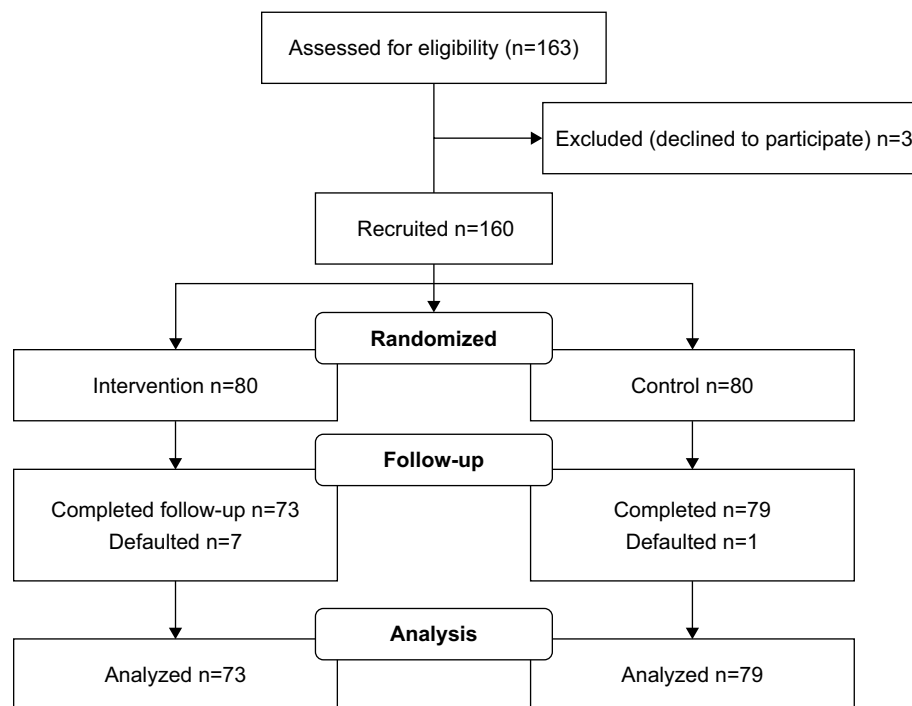 Assessed for eligibility (n=163)
Excluded (declined to participate) n=3
Recruited n=160
Randomized
Intervention n=80
Control n=80
Follow-up
Completed follow-up n=73
Defaulted n=7
Completed n=79
Defaulted n=1
Analysis
Analyzed n=73
Analyzed n=79